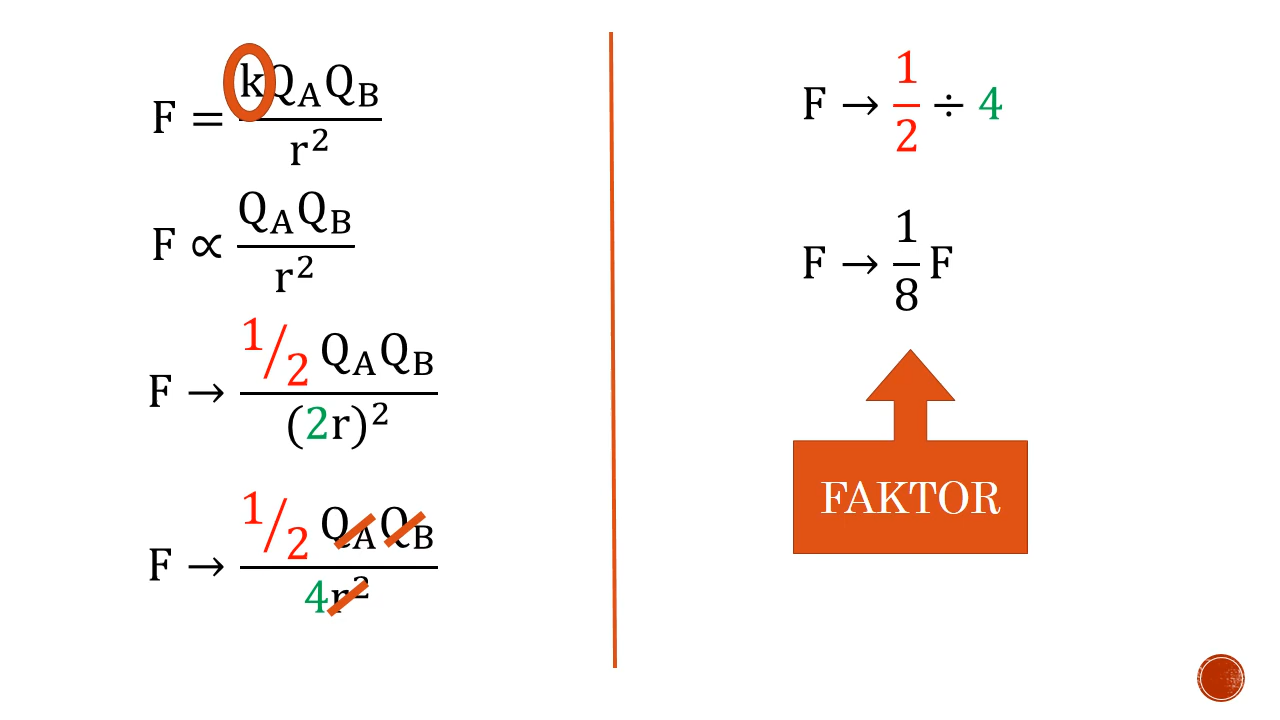 F = kQ_AQ_B / r²
F ∝ Q_AQ_B / r²
F → 1/2 Q_AQ_B / (2r)²
F → 1/2 Q_AQ_B / 4r²
F → 1/2 ÷ 4
F → 1/8 F
FAKTOR